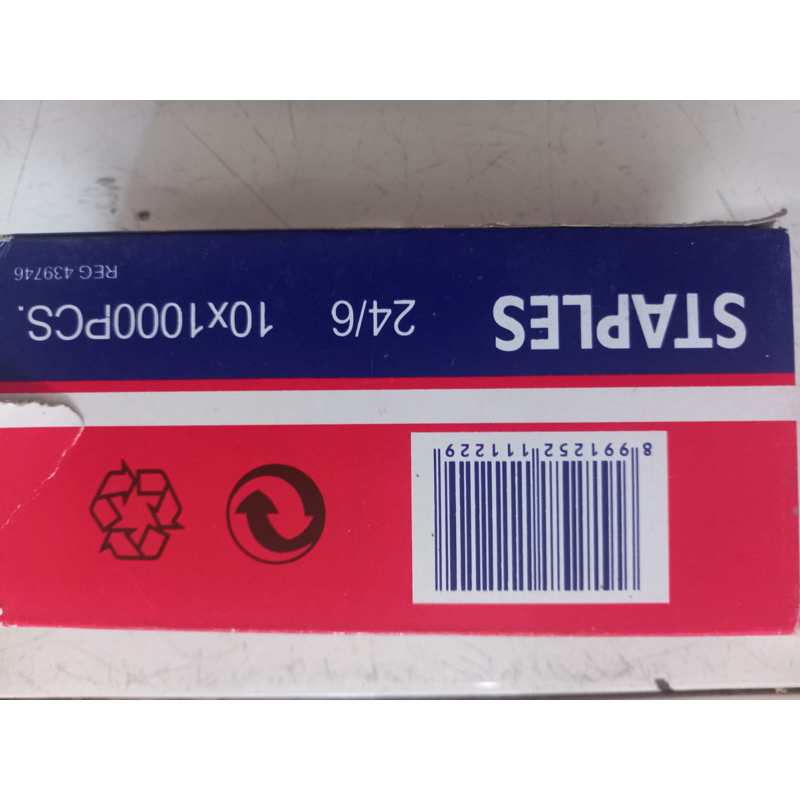 8 991252 111229
STAPLES 24/6 10x1000PCS.
REG 439746